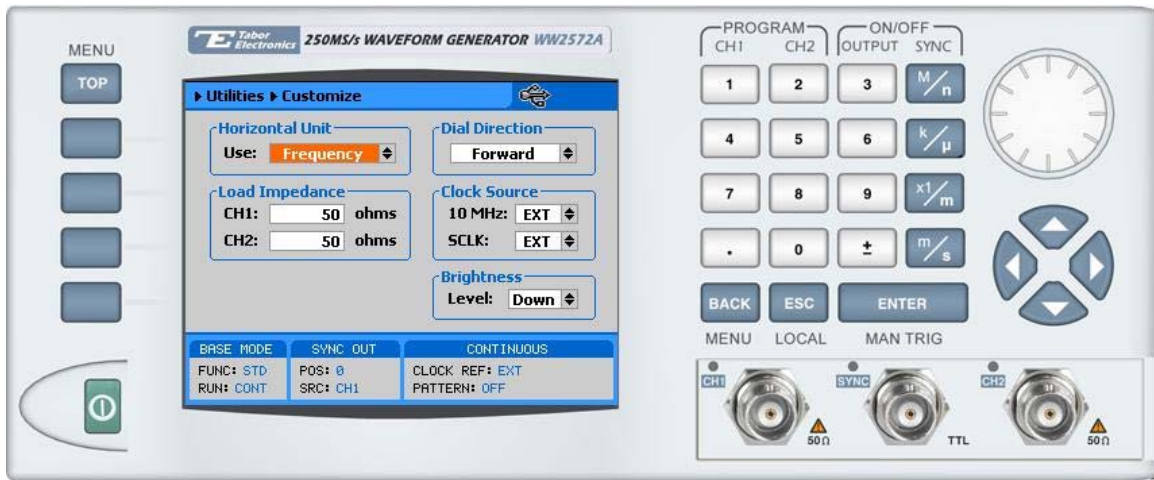 MENU
TOP
Tabor Electronics 250MS/s WAVEFORM GENERATOR WW2572A
Utilities Customize
Horizontal Unit
Use: Frequency
Dial Direction
Forward
Load Impedance
CH1: 50 ohms
CH2: 50 ohms
Clock Source
10 MHz: EXT
SCLK: EXT
Brightness
Level: Down
BASE MODE
FUNC: STD
RUN: CONT
SYNC OUT
POS: 0
SRC: CH1
CONTINUOUS
CLOCK REF: EXT
PATTERN: OFF
PROGRAM
CH1 CH2
ON/OFF
OUTPUT SYNC
1 2 3 M/n
4 5 6 k/µ
7 8 9 x1/m
. 0 ± m/s
BACK ESC ENTER
MENU LOCAL MAN TRIG
CH1 SYNC CH2
50Ω TTL 50Ω